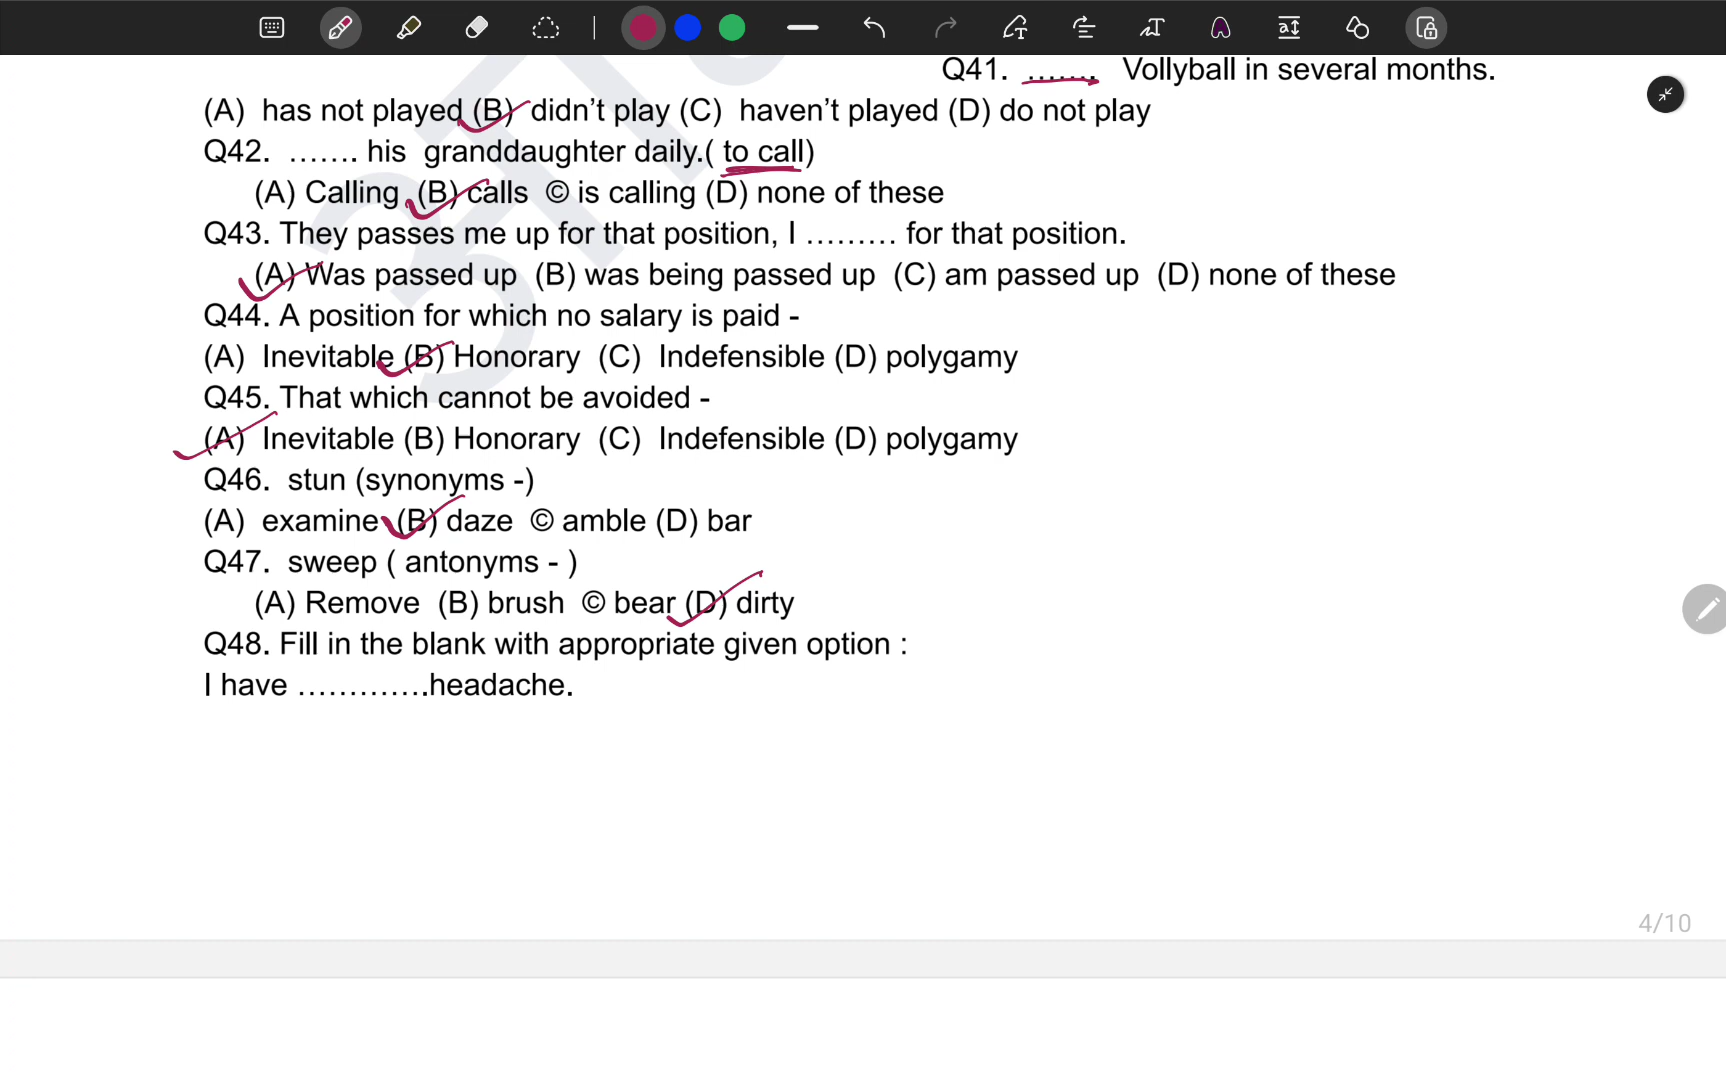 Q41. ....... Vollyball in several months.
(A) has not played (B) didn't play (C) haven't played (D) do not play
Q42. ....... his granddaughter daily.( to call)
(A) Calling (B) calls © is calling (D) none of these
Q43. They passes me up for that position, I ......... for that position.
(A) Was passed up (B) was being passed up (C) am passed up (D) none of these
Q44. A position for which no salary is paid -
(A) Inevitable (B) Honorary (C) Indefensible (D) polygamy
Q45. That which cannot be avoided -
(A) Inevitable (B) Honorary (C) Indefensible (D) polygamy
Q46. stun (synonyms -)
(A) examine (B) daze © amble (D) bar
Q47. sweep ( antonyms - )
(A) Remove (B) brush © bear (D) dirty
Q48. Fill in the blank with appropriate given option :
I have .............headache.
4/10